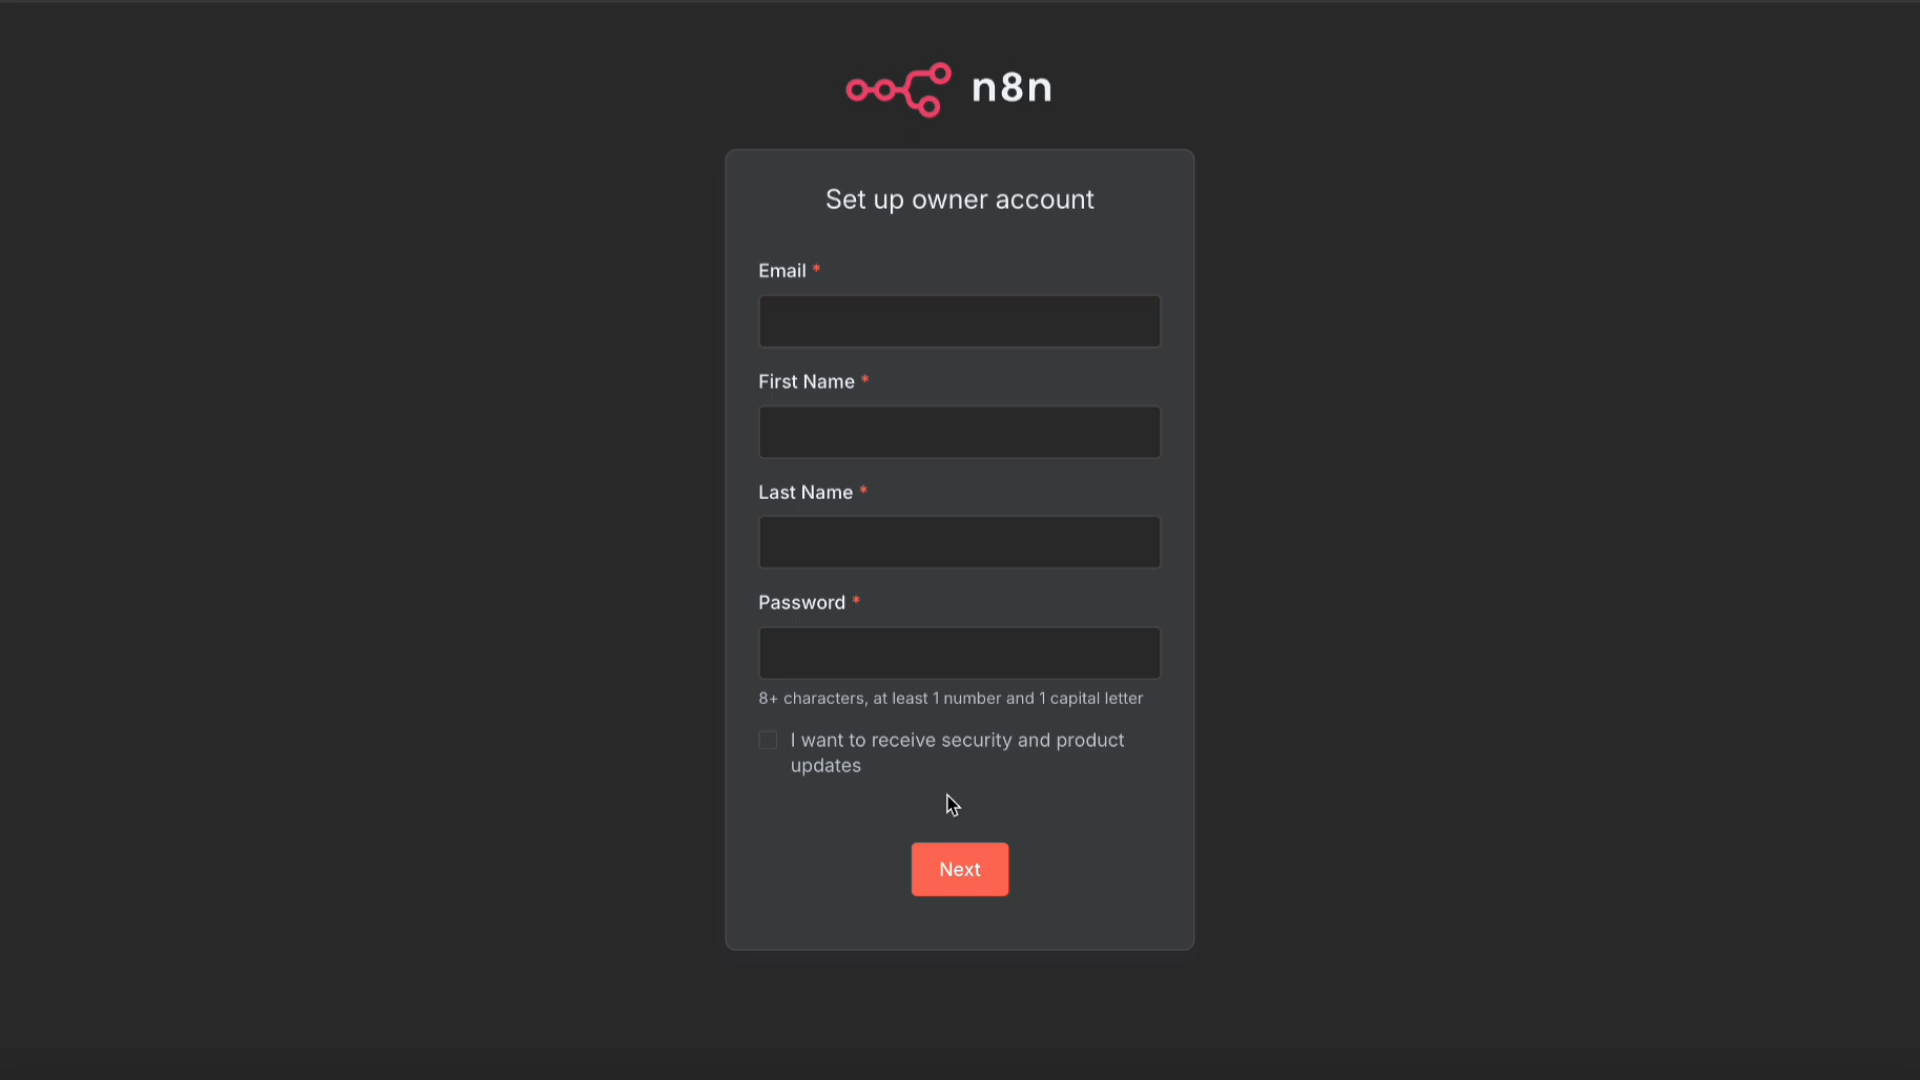 n8n
Set up owner account
Email *
First Name *
Last Name *
Password *
8+ characters, at least 1 number and 1 capital letter
I want to receive security and product
updates
Next